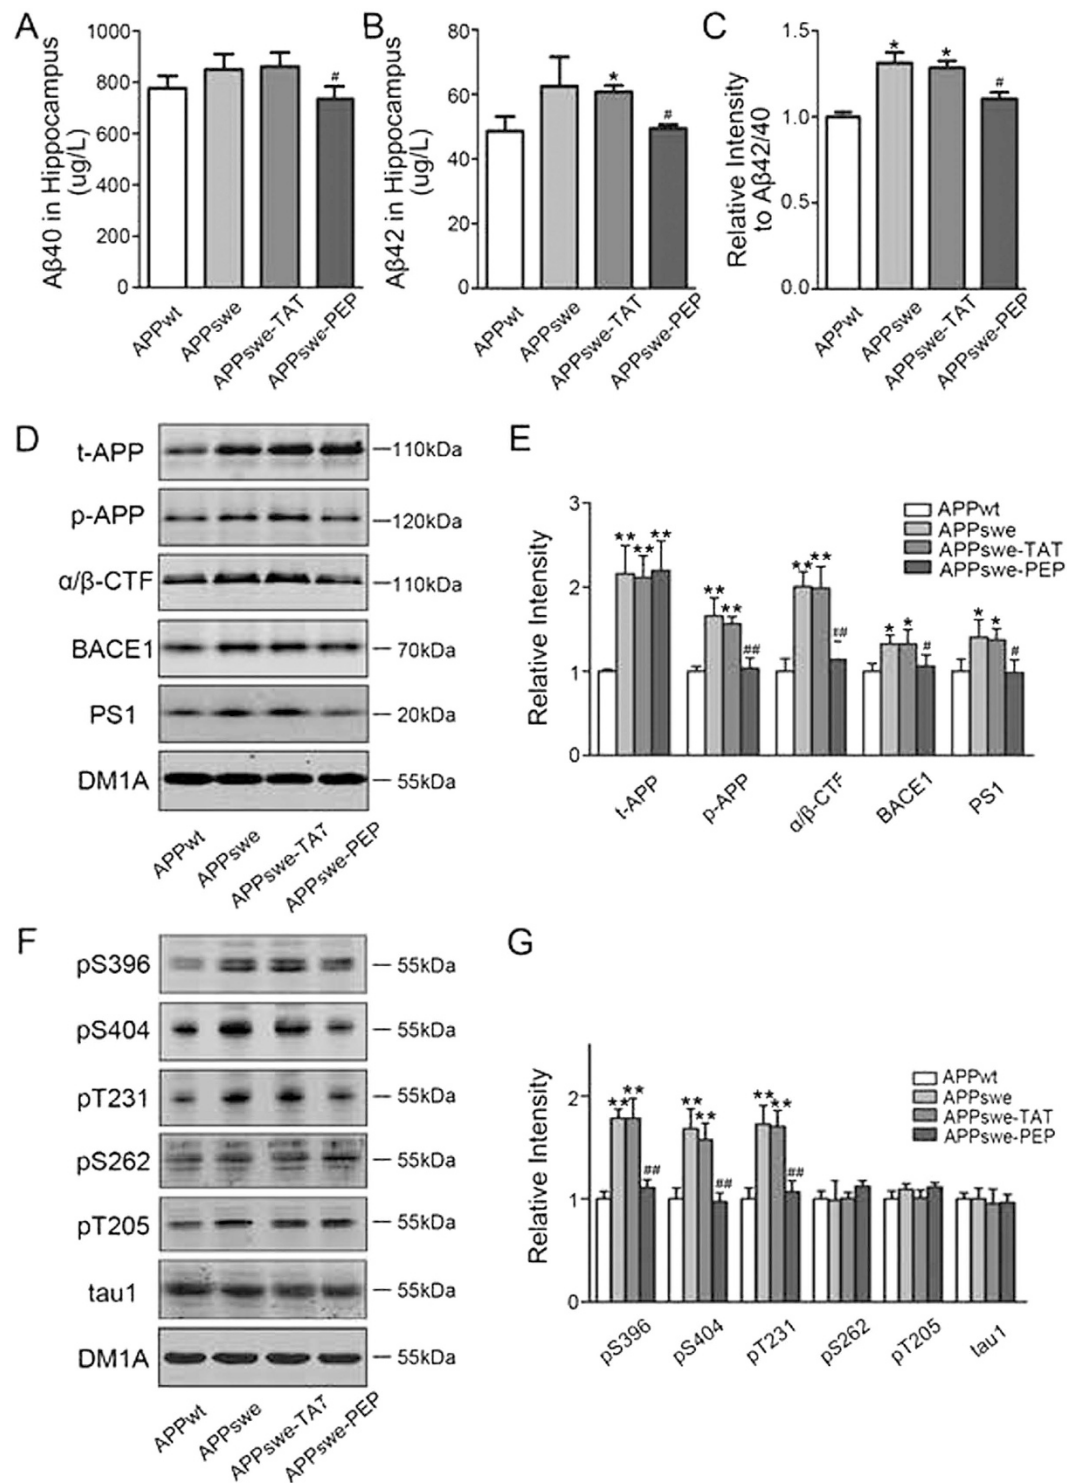 A
Aβ40 in Hippocampus
(ug/L)
1000
800
600
400
200
0
#
APPwt
APPswe
APPswe-TAT
APPswe-PEP
B
Aβ42 in Hippocampus
(ug/L)
80
60
40
20
0
*
#
APPwt
APPswe
APPswe-TAT
APPswe-PEP
C
Relative Intensity
to Aβ42/40
1.5
1.0
0.5
0.0
*
*
#
APPwt
APPswe
APPswe-TAT
APPswe-PEP
D
t-APP
110kDa
p-APP
120kDa
α/β-CTF
110kDa
BACE1
70kDa
PS1
20kDa
DM1A
55kDa
APPwt
APPswe
APPswe-TAT
APPswe-PEP
E
Relative Intensity
3
2
1
0
APPwt
APPswe
APPswe-TAT
APPswe-PEP
** ** **
** ** ##
** ** ##
* * #
* * #
t-APP
p-APP
α/β-CTF
BACE1
PS1
F
pS396
55kDa
pS404
55kDa
pT231
55kDa
pS262
55kDa
pT205
55kDa
tau1
55kDa
DM1A
55kDa
APPwt
APPswe
APPswe-TAT
APPswe-PEP
G
Relative Intensity
2
1
0
APPwt
APPswe
APPswe-TAT
APPswe-PEP
** ** ##
** ** ##
** ** ##
pS396
pS404
pT231
pS262
pT205
tau1